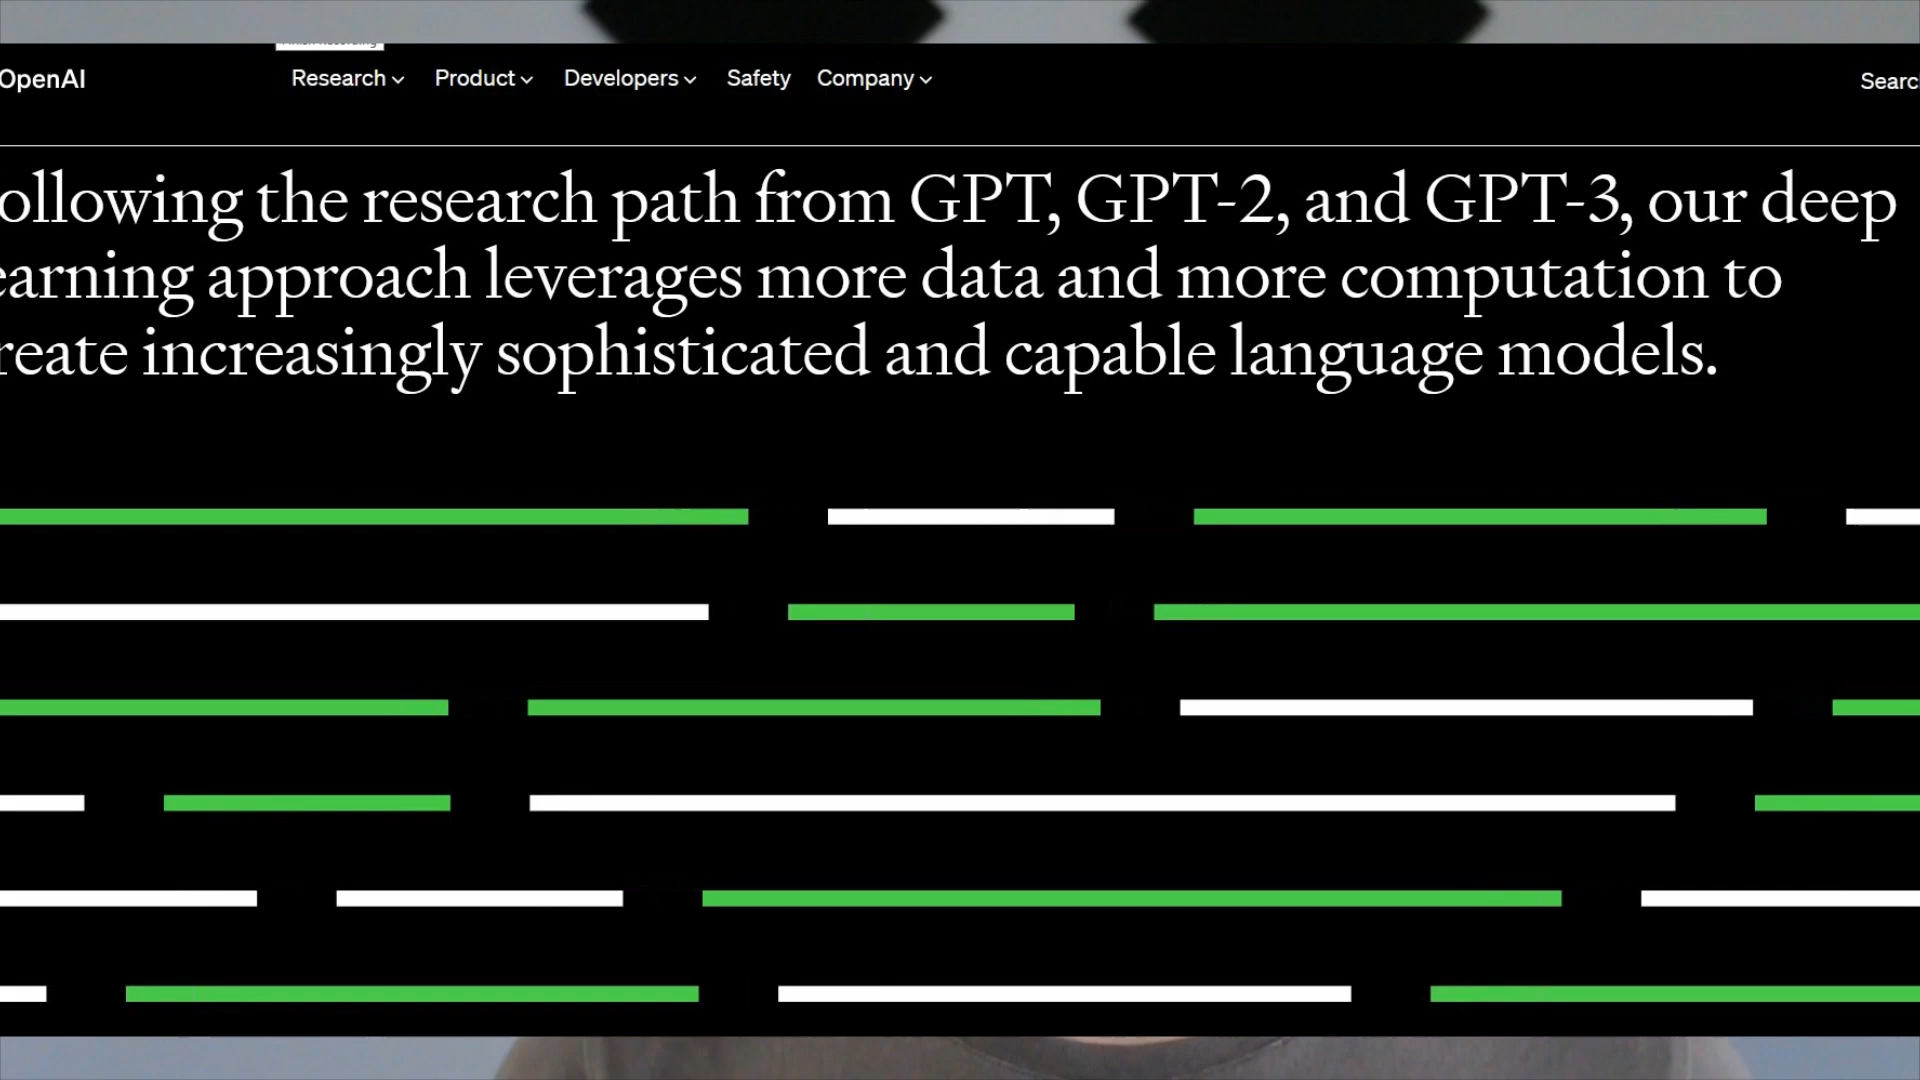 OpenAI
Research Product Developers Safety Company
Searc
ollowing the research path from GPT, GPT-2, and GPT-3, our deep
earning approach leverages more data and more computation to
reate increasingly sophisticated and capable language models.